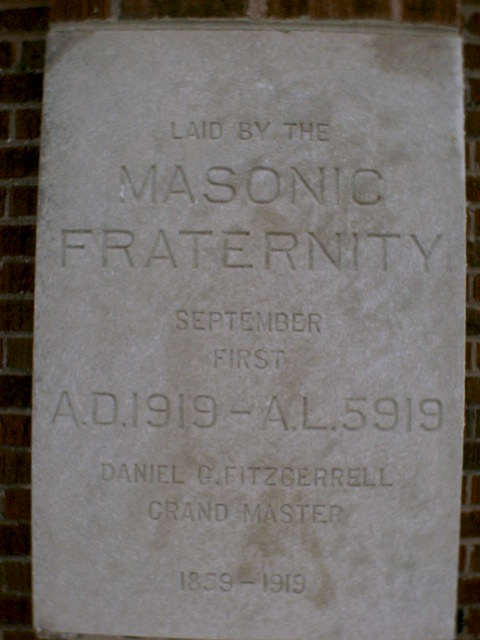 LAID BY THE
MASONIC
FRATERNITY
SEPTEMBER
FIRST
A.D.1919 – A.L.5919
DANIEL G. FITZGERRELL
GRAND MASTER
1859 – 1919